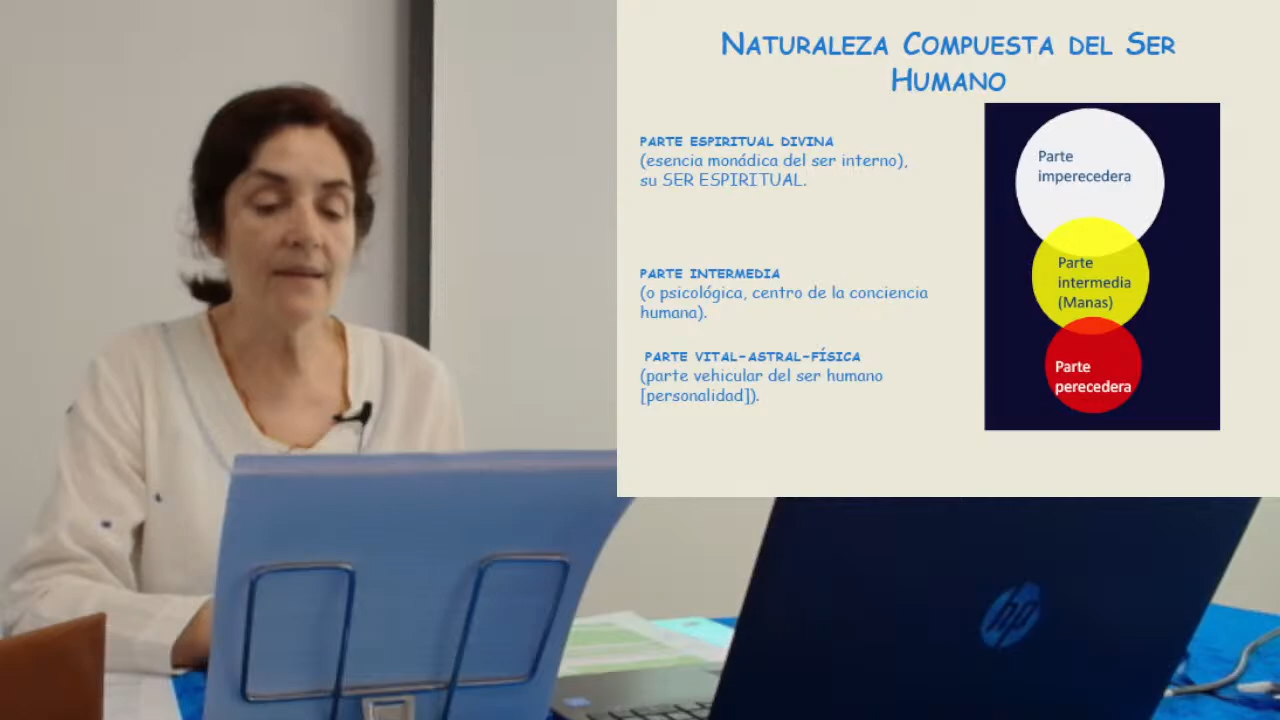 NATURALEZA COMPUESTA DEL SER
HUMANO
PARTE ESPIRITUAL DIVINA
(esencia monádica del ser interno),
su SER ESPIRITUAL.
PARTE INTERMEDIA
(o psicológica, centro de la conciencia
humana).
PARTE VITAL-ASTRAL-FÍSICA
(parte vehicular del ser humano
[personalidad]).
Parte
imperecedera
Parte
intermedia
(Manas)
Parte
perecedera
hp